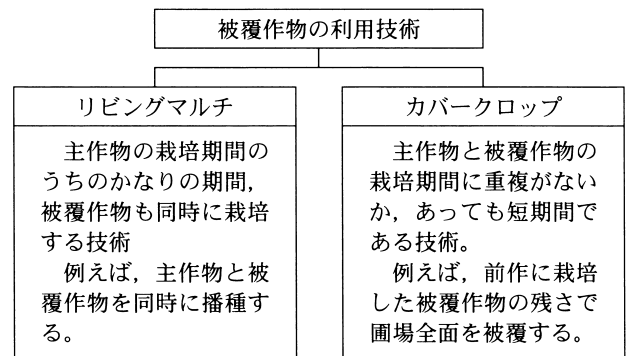 被覆作物の利用技術
リビングマルチ
主作物の栽培期間の
うちのかなりの期間,
被覆作物も同時に栽培
する技術
例えば,主作物と被
覆作物を同時に播種す
る。
カバークロップ
主作物と被覆作物の
栽培期間に重複がない
か,あっても短期間で
ある技術。
例えば,前作に栽培
した被覆作物の残さで
圃場全面を被覆する。